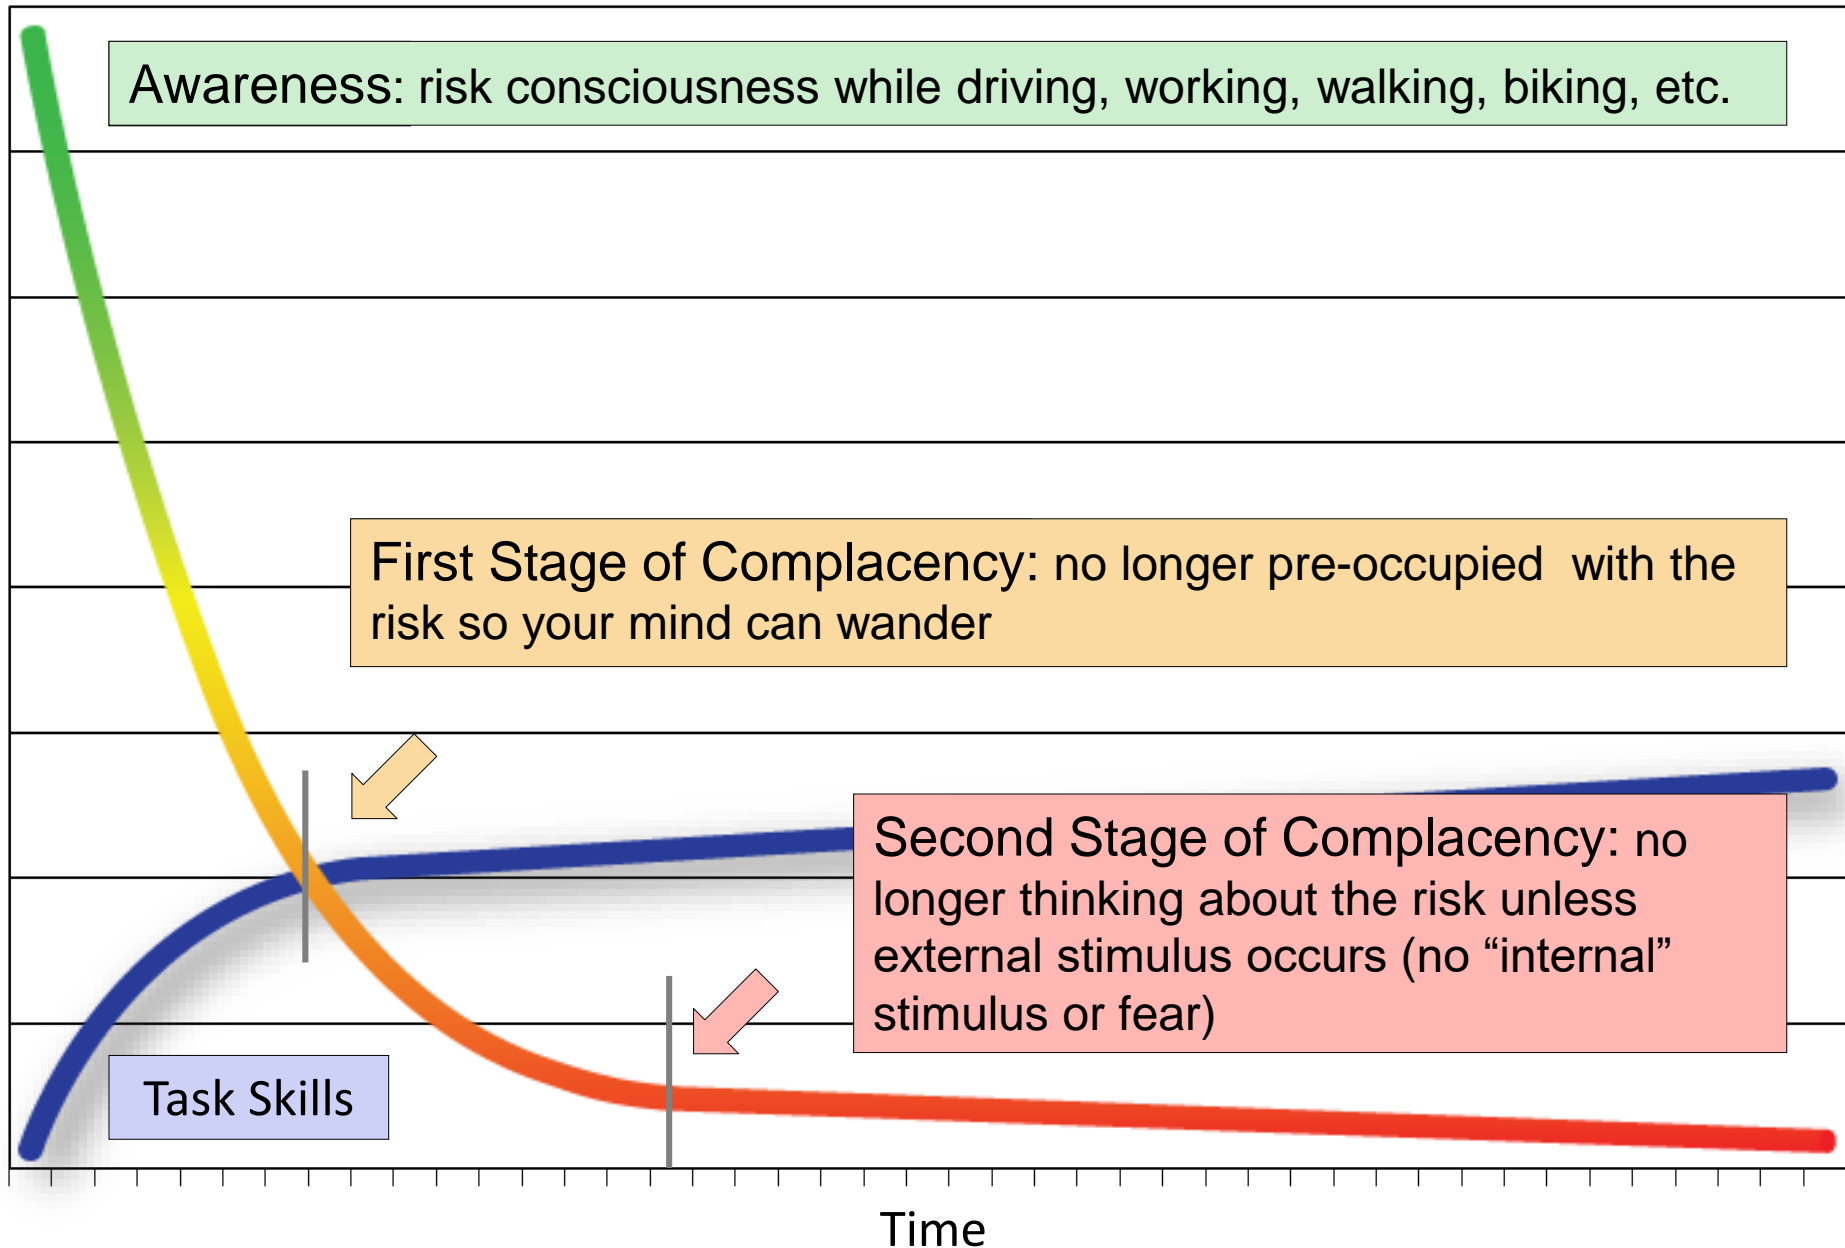 Awareness: risk consciousness while driving, working, walking, biking, etc.
First Stage of Complacency: no longer pre-occupied  with the
risk so your mind can wander
Second Stage of Complacency: no
longer thinking about the risk unless
external stimulus occurs (no “internal”
stimulus or fear)
Task Skills
Time